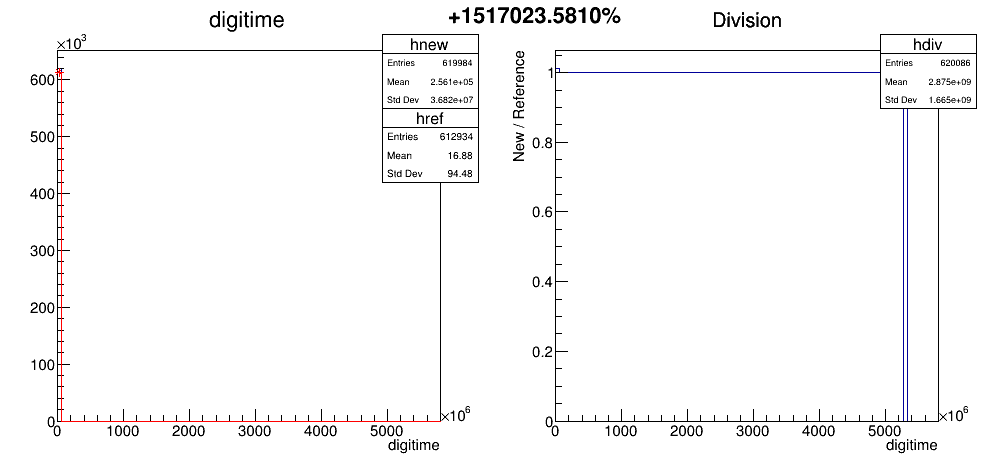 +1517023.5810%
digitime
×10³
600
500
400
300
200
100
0
0 1000 2000 3000 4000 5000
×10⁶
digitime
hnew
Entries 619984
Mean 2.561e+05
Std Dev 3.682e+07
href
Entries 612934
Mean 16.88
Std Dev 94.48
Division
New / Reference
1
0.8
0.6
0.4
0.2
0
0 1000 2000 3000 4000 5000
×10⁶
digitime
hdiv
Entries 620086
Mean 2.875e+09
Std Dev 1.665e+09